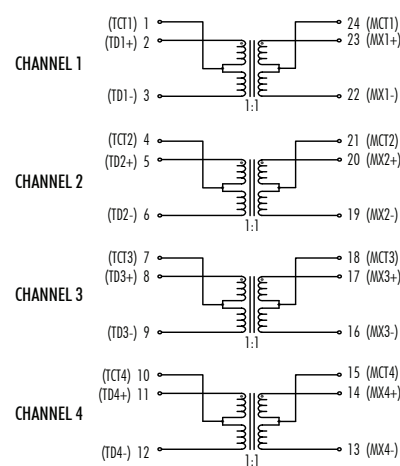 (TCT1) 1 24 (MCT1)
(TD1+) 2 23 (MX1+)
CHANNEL 1
(TD1-) 3 22 (MX1-)
1:1
(TCT2) 4 21 (MCT2)
(TD2+) 5 20 (MX2+)
CHANNEL 2
(TD2-) 6 19 (MX2-)
1:1
(TCT3) 7 18 (MCT3)
(TD3+) 8 17 (MX3+)
CHANNEL 3
(TD3-) 9 16 (MX3-)
1:1
(TCT4) 10 15 (MCT4)
(TD4+) 11 14 (MX4+)
CHANNEL 4
(TD4-) 12 13 (MX4-)
1:1